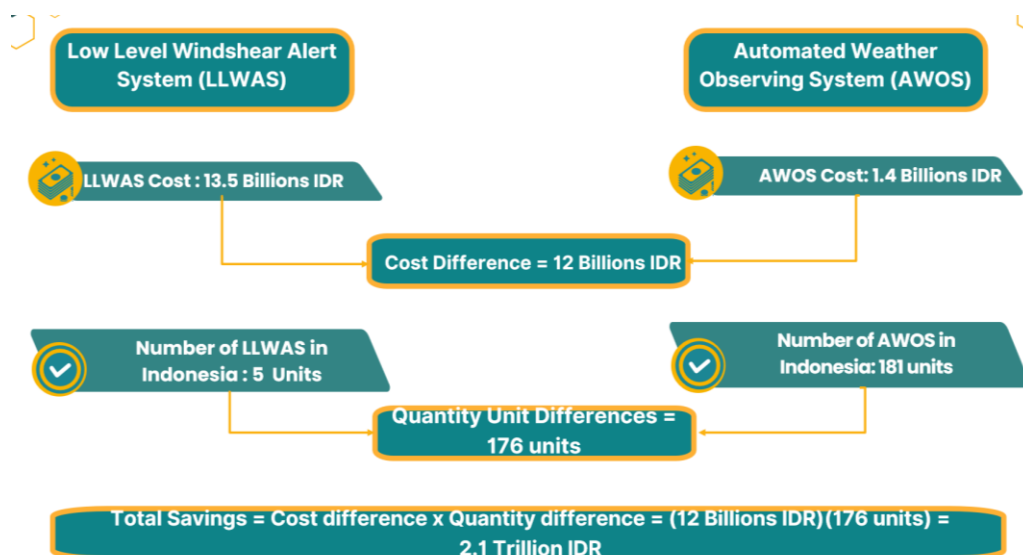 Low Level Windshear Alert
System (LLWAS)
Automated Weather
Observing System (AWOS)
LLWAS Cost : 13.5 Billions IDR
AWOS Cost: 1.4 Billions IDR
Cost Difference = 12 Billions IDR
Number of LLWAS in
Indonesia : 5 Units
Number of AWOS in
Indonesia: 181 units
Quantity Unit Differences =
176 units
Total Savings = Cost difference x Quantity difference = (12 Billions IDR)(176 units) =
2.1 Trillion IDR